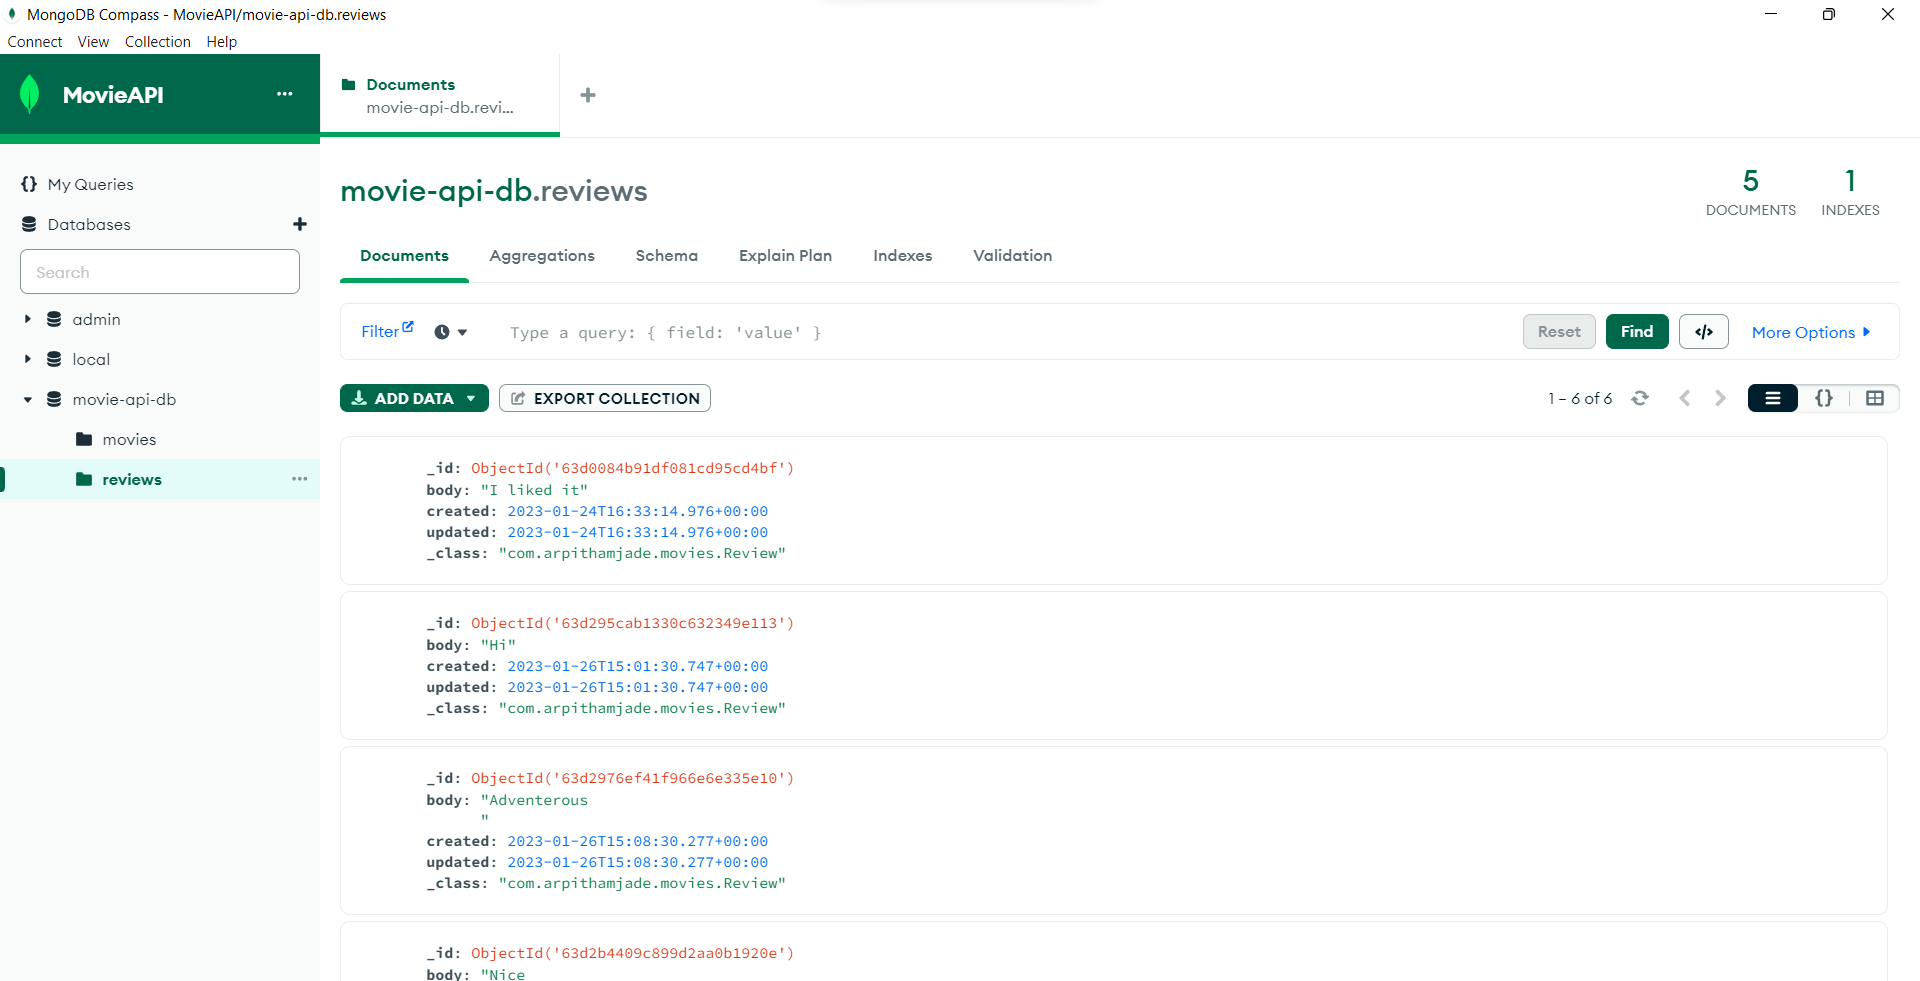 MongoDB Compass - MovieAPI/movie-api-db.reviews
Connect View Collection Help
MovieAPI
Documents
movie-api-db.revi...
My Queries
Databases
Search
admin
local
movie-api-db
movies
reviews
movie-api-db.reviews
5
DOCUMENTS
1
INDEXES
Documents Aggregations Schema Explain Plan Indexes Validation
Filter Type a query: { field: 'value' } Reset Find </> More Options
ADD DATA EXPORT COLLECTION 1 – 6 of 6 {}
_id: ObjectId('63d0084b91df081cd95cd4bf')
body: "I liked it"
created: 2023-01-24T16:33:14.976+00:00
updated: 2023-01-24T16:33:14.976+00:00
_class: "com.arpithamjade.movies.Review"
_id: ObjectId('63d295cab1330c632349e113')
body: "Hi"
created: 2023-01-26T15:01:30.747+00:00
updated: 2023-01-26T15:01:30.747+00:00
_class: "com.arpithamjade.movies.Review"
_id: ObjectId('63d2976ef41f966e6e335e10')
body: "Adventerous
"
created: 2023-01-26T15:08:30.277+00:00
updated: 2023-01-26T15:08:30.277+00:00
_class: "com.arpithamjade.movies.Review"
_id: ObjectId('63d2b4409c899d2aa0b1920e')
body: "Nice